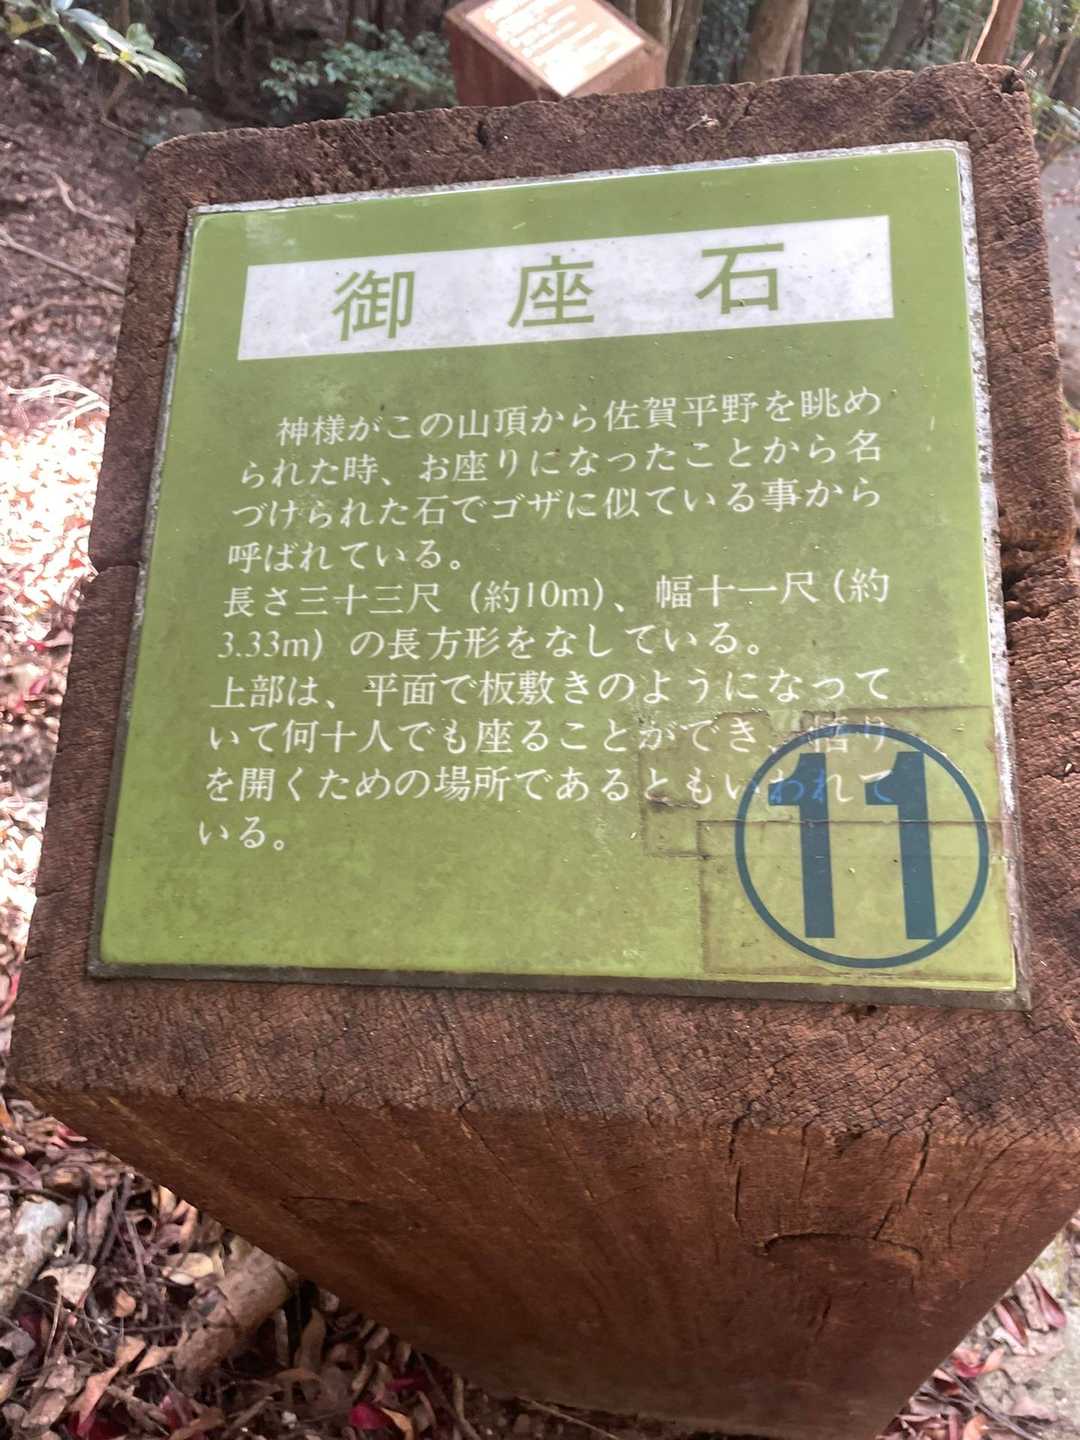 御座石
神様がこの山頂から佐賀平野を眺め
られた時、お座りになったことから名
づけられた石でゴザに似ている事から
呼ばれている。
長さ三十三尺(約10m)、幅十一尺(約
3.33m)の長方形をなしている。
上部は、平面で板敷きのようになって
いて何十人でも座ることができ、悟り
を開くための場所であるともいわれて
いる。
11